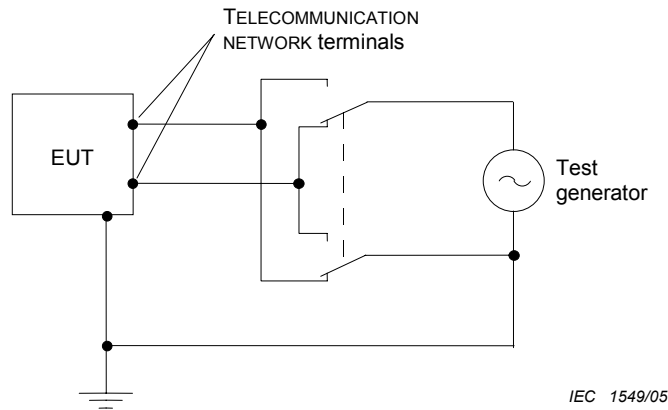 TELECOMMUNICATION
NETWORK terminals
EUT
Test
generator
IEC 1549/05